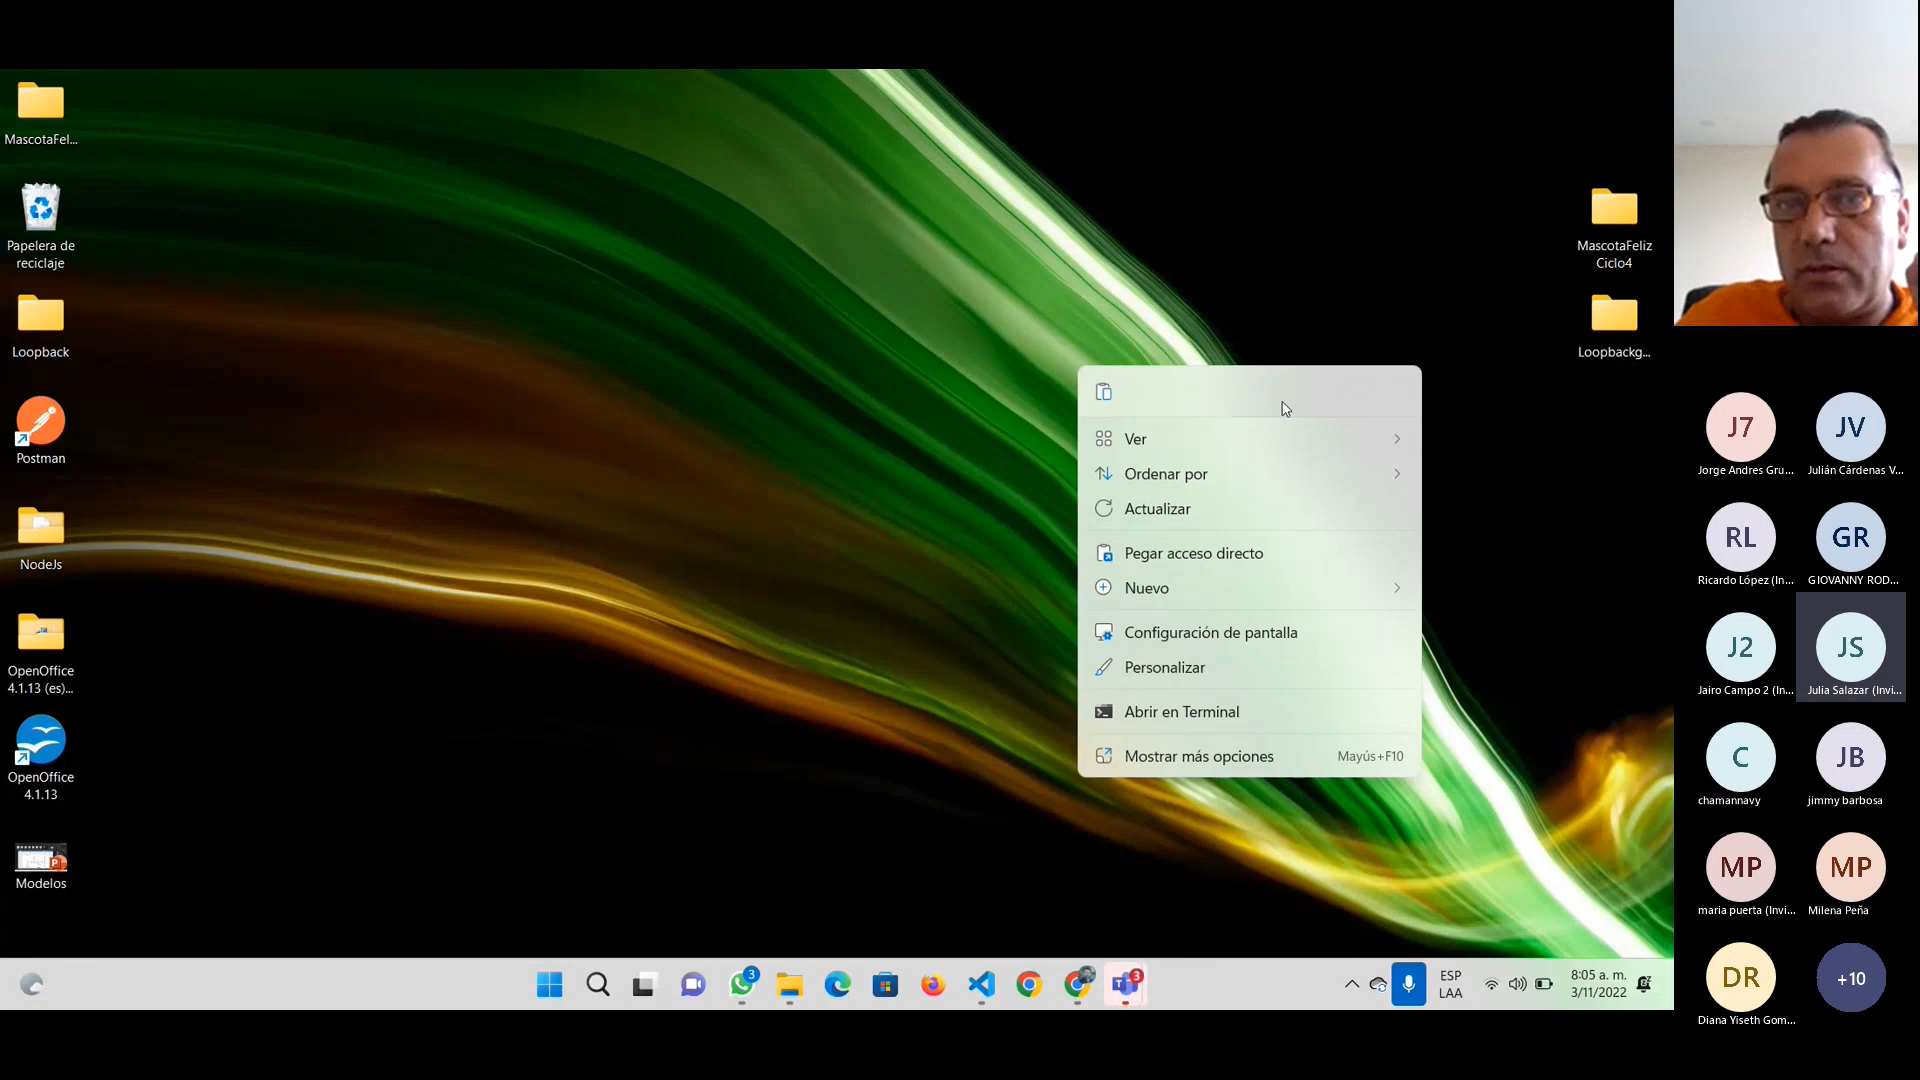 MascotaFel...
Papelera de
reciclaje
Loopback
Postman
NodeJs
OpenOffice
4.1.13 (es)...
OpenOffice
4.1.13
Modelos
MascotaFeliz
Ciclo4
Loopbackg...
Ver
Ordenar por
Actualizar
Pegar acceso directo
Nuevo
Configuración de pantalla
Personalizar
Abrir en Terminal
Mostrar más opciones Mayús+F10
3
3
ESP
LAA
8:05 a. m.
3/11/2022
J7
JV
Jorge Andres Gru...
Julián Cárdenas V...
RL
GR
Ricardo López (In...
GIOVANNY ROD...
J2
JS
Jairo Campo 2 (In...
Julia Salazar (Invi...
C
JB
chamannavy
jimmy barbosa
MP
MP
maria puerta (Invi...
Milena Peña
DR
+10
Diana Yiseth Gom...